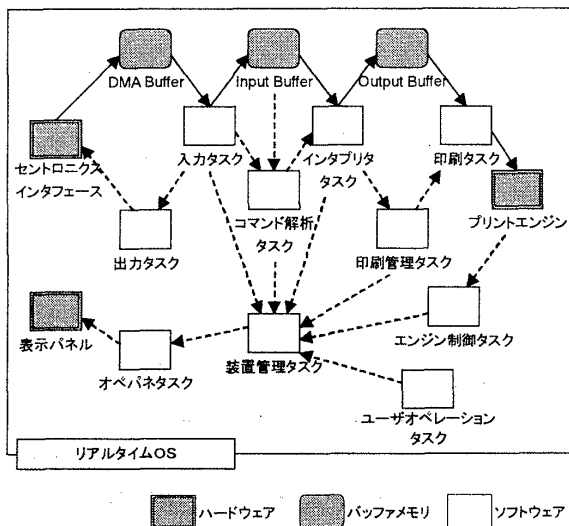 DMA Buffer
Input Buffer
Output Buffer
セントロニクス
インタフェース
入力タスク
インタプリタ
タスク
印刷タスク
コマンド解析
タスク
プリントエンジン
出力タスク
印刷管理タスク
表示パネル
オペパネタスク
装置管理タスク
エンジン制御タスク
ユーザオペレーション
タスク
リアルタイムOS
ハードウェア
バッファメモリ
ソフトウェア